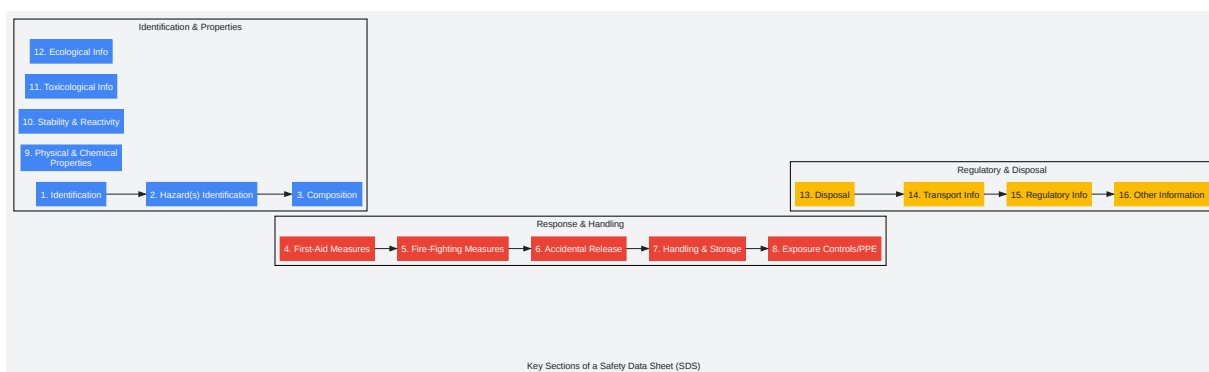 Identification & Properties
12. Ecological Info
11. Toxicological Info
10. Stability & Reactivity
9. Physical & Chemical
Properties
1. Identification
2. Hazard(s) Identification
3. Composition
Response & Handling
4. First-Aid Measures
5. Fire-Fighting Measures
6. Accidental Release
7. Handling & Storage
8. Exposure Controls/PPE
Regulatory & Disposal
13. Disposal
14. Transport Info
15. Regulatory Info
16. Other Information
Key Sections of a Safety Data Sheet (SDS)